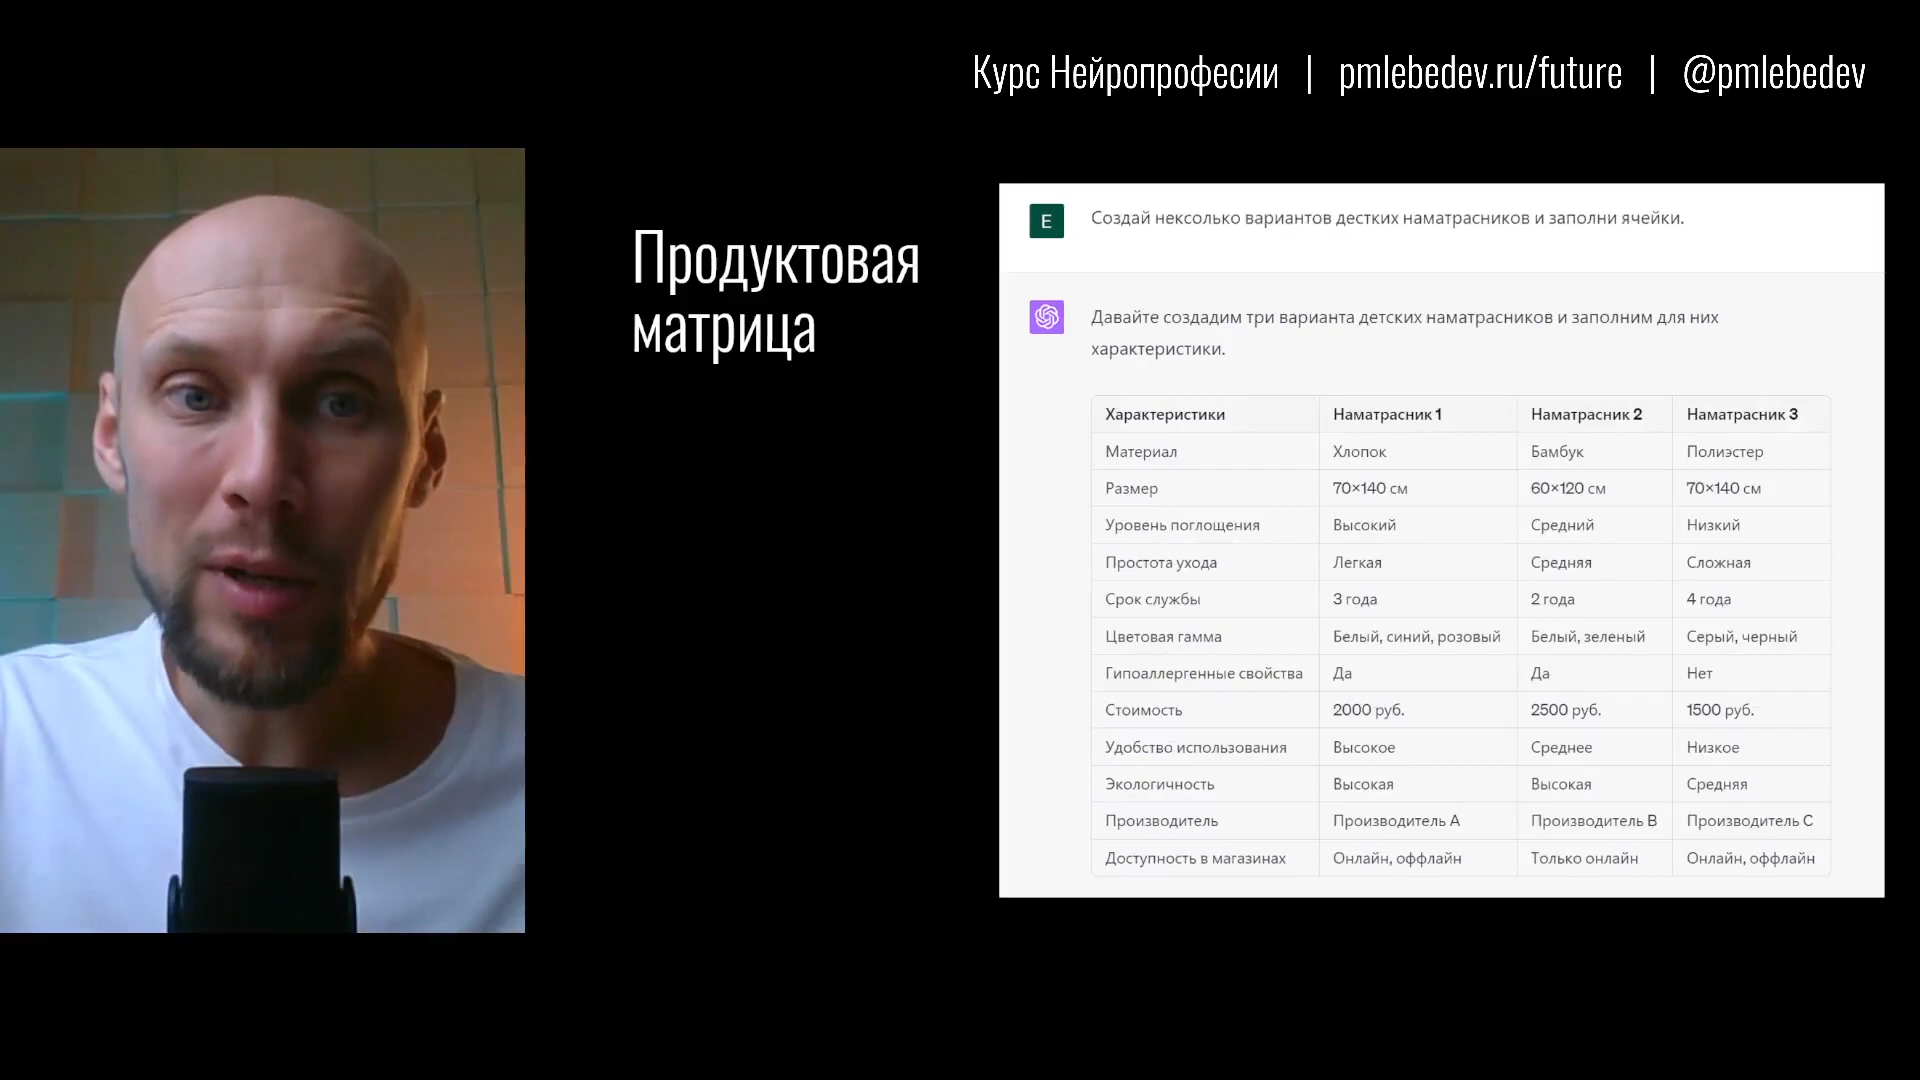 Курс Нейропрофесии | pmlebedev.ru/future | @pmlebedev
Продуктовая
матрица
E
Создай нексолько вариантов дестких наматрасников и заполни ячейки.
Давайте создадим три варианта детских наматрасников и заполним для них
характеристики.
Характеристики Наматрасник 1 Наматрасник 2 Наматрасник 3
Материал Хлопок Бамбук Полиэстер
Размер 70×140 см 60×120 см 70×140 см
Уровень поглощения Высокий Средний Низкий
Простота ухода Легкая Средняя Сложная
Срок службы 3 года 2 года 4 года
Цветовая гамма Белый, синий, розовый Белый, зеленый Серый, черный
Гипоаллергенные свойства Да Да Нет
Стоимость 2000 руб. 2500 руб. 1500 руб.
Удобство использования Высокое Среднее Низкое
Экологичность Высокая Высокая Средняя
Производитель Производитель A Производитель B Производитель C
Доступность в магазинах Онлайн, оффлайн Только онлайн Онлайн, оффлайн